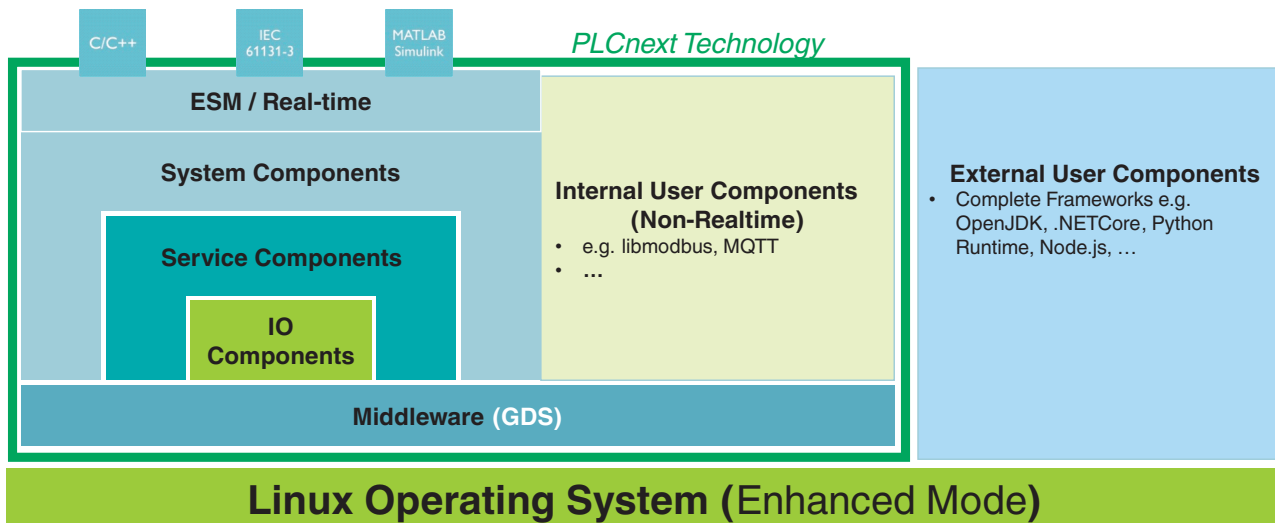 C/C++
IEC
61131-3
MATLAB
Simulink
PLCnext Technology
ESM / Real-time
System Components
Service Components
IO
Components
Internal User Components
(Non-Realtime)
• e.g. libmodbus, MQTT
• ...
External User Components
• Complete Frameworks e.g.
OpenJDK, .NETCore, Python
Runtime, Node.js, …
Middleware (GDS)
Linux Operating System (Enhanced Mode)